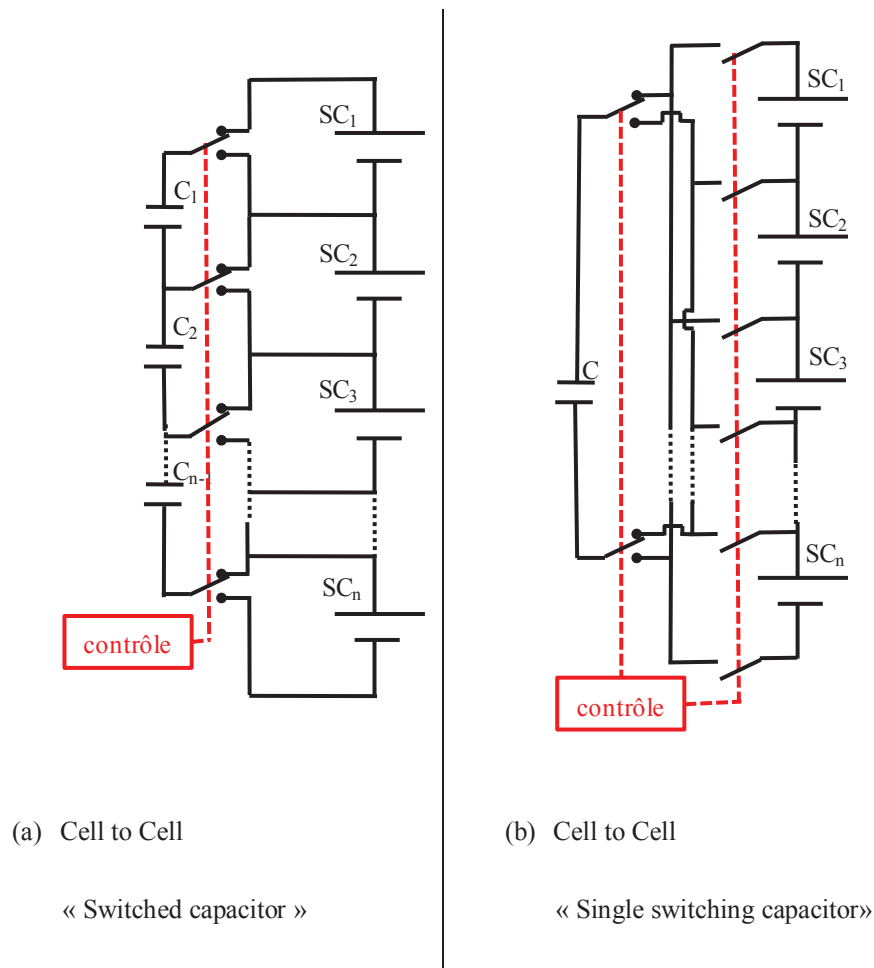 SC1
C1
SC2
C2
SC3
Cn-1
SCn
contrôle
(a) Cell to Cell
« Switched capacitor »
SC1
SC2
SC3
C
SCn
contrôle
(b) Cell to Cell
« Single switching capacitor»